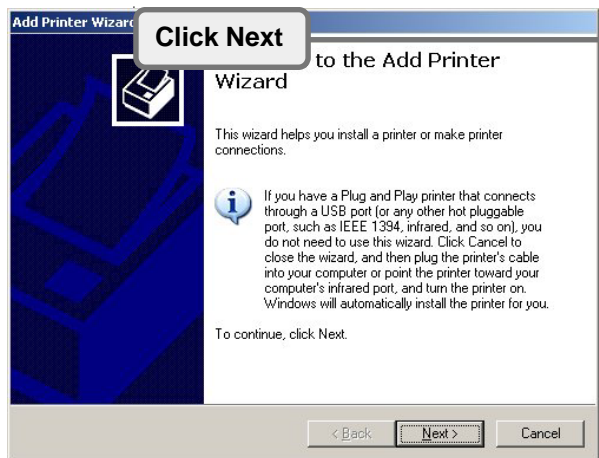 Add Printer Wizard
Click Next
to the Add Printer
Wizard
This wizard helps you install a printer or make printer
connections.
If you have a Plug and Play printer that connects
through a USB port (or any other hot pluggable
port, such as IEEE 1394, infrared, and so on), you
do not need to use this wizard. Click Cancel to
close the wizard, and then plug the printer's cable
into your computer or point the printer toward your
computer's infrared port, and turn the printer on.
Windows will automatically install the printer for you.
To continue, click Next.
< Back Next > Cancel